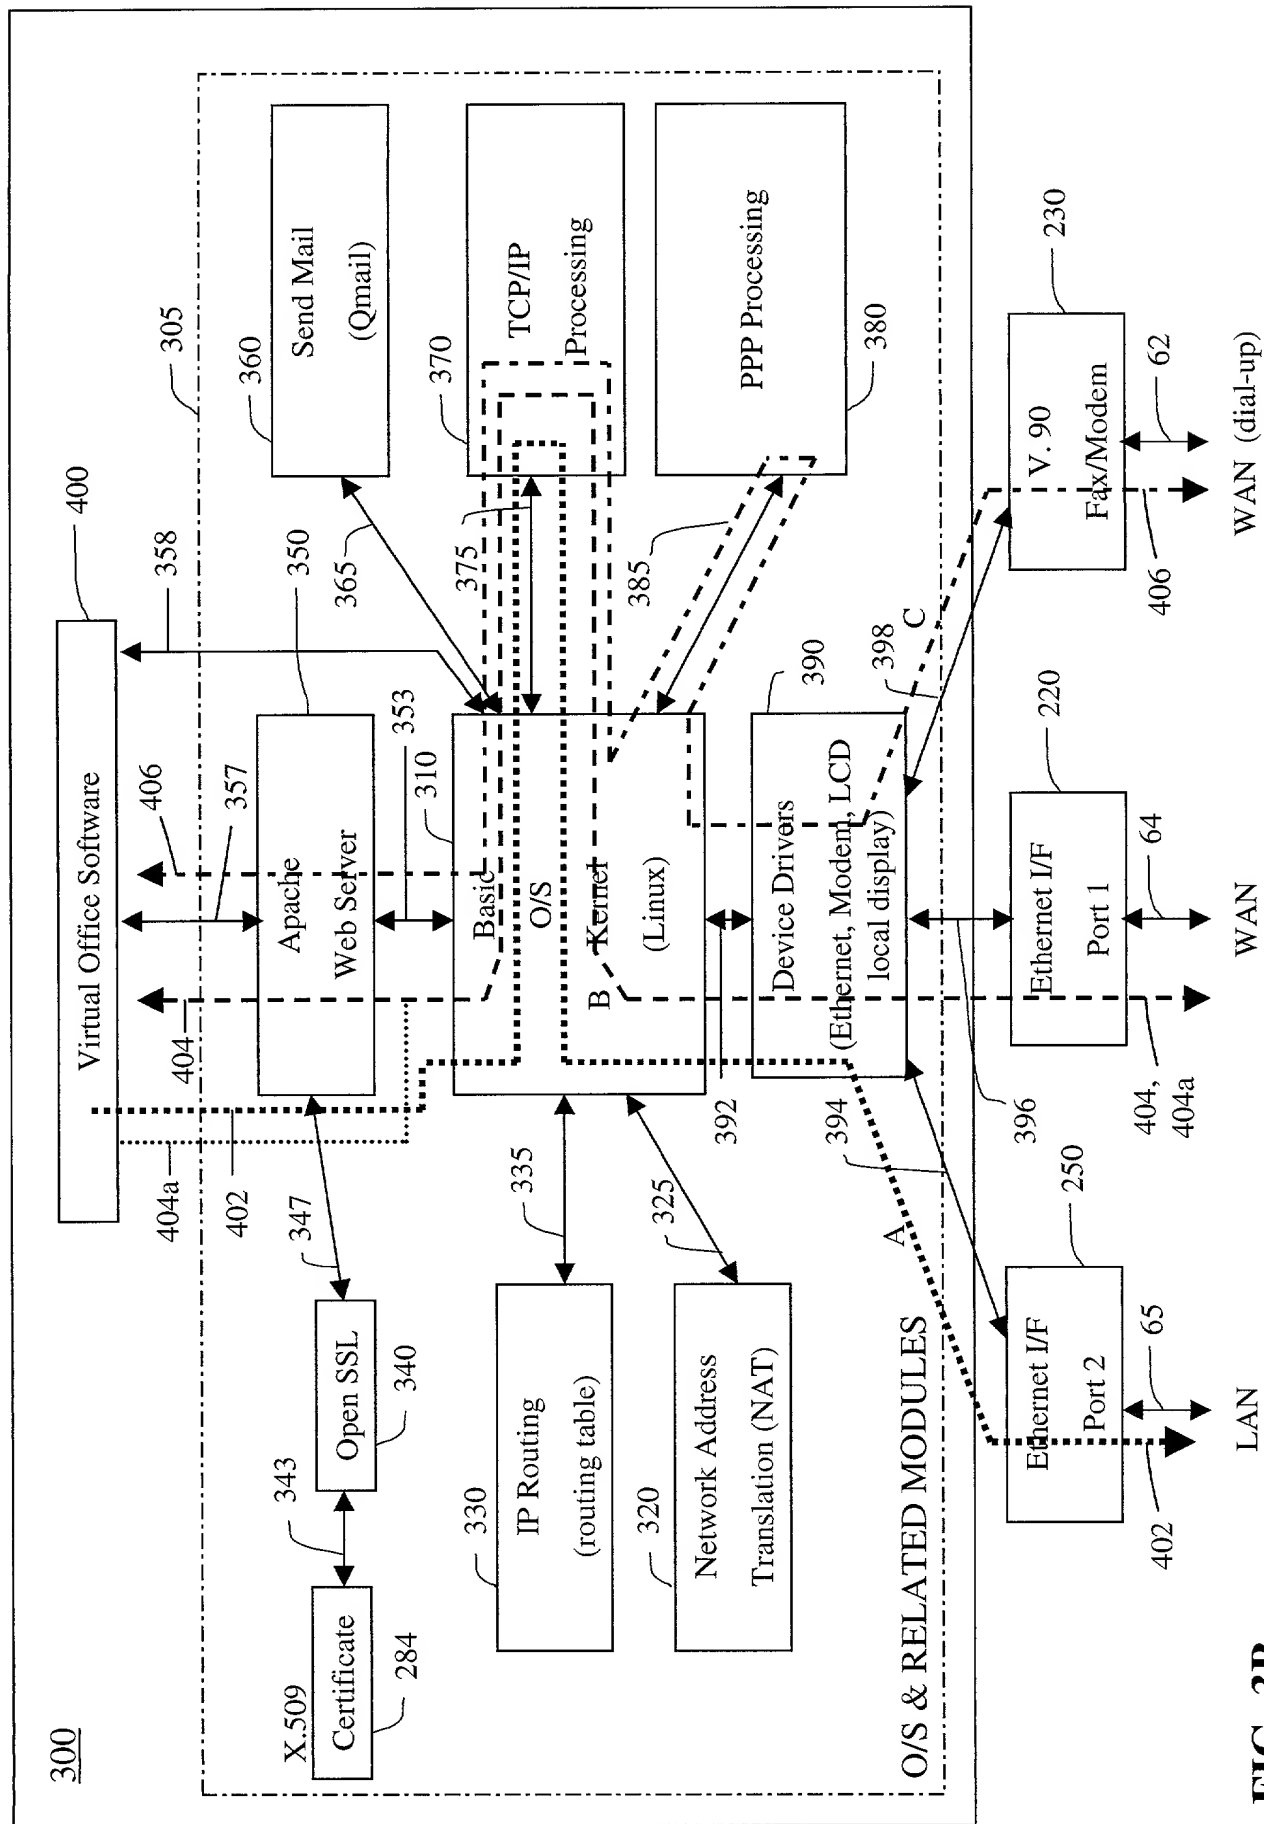 300
400
Virtual Office Software
404a
402
404
406
357
358
305
347
X.509
Certificate
284
343
Open SSL
340
Apache
Web Server
350
353
310
365
360
Send Mail
(Qmail)
330
IP Routing
(routing table)
335
Basic
O/S
Kernel
(Linux)
B
375
370
TCP/IP
Processing
320
Network Address
Translation (NAT)
325
385
PPP Processing
380
392
390
Device Drivers
(Ethernet, Modem, LCD
local display)
394
A
398
C
396
O/S & RELATED MODULES
250
Ethernet I/F
Port 2
220
Ethernet I/F
Port 1
230
V. 90
Fax/Modem
402
65
404,
404a
64
406
62
LAN
WAN
WAN (dial-up)